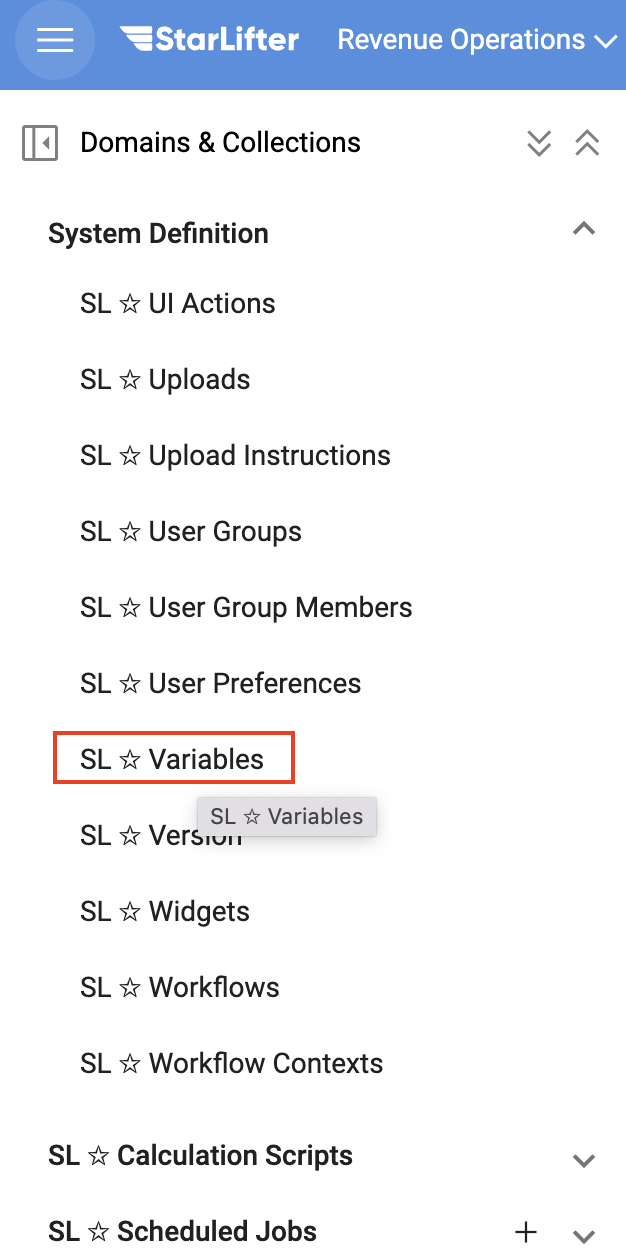 StarLifter Revenue Operations
Domains & Collections
System Definition
SL ☆ UI Actions
SL ☆ Uploads
SL ☆ Upload Instructions
SL ☆ User Groups
SL ☆ User Group Members
SL ☆ User Preferences
SL ☆ Variables
SL ☆ Variables
SL ☆ Version
SL ☆ Widgets
SL ☆ Workflows
SL ☆ Workflow Contexts
SL ☆ Calculation Scripts
SL ☆ Scheduled Jobs